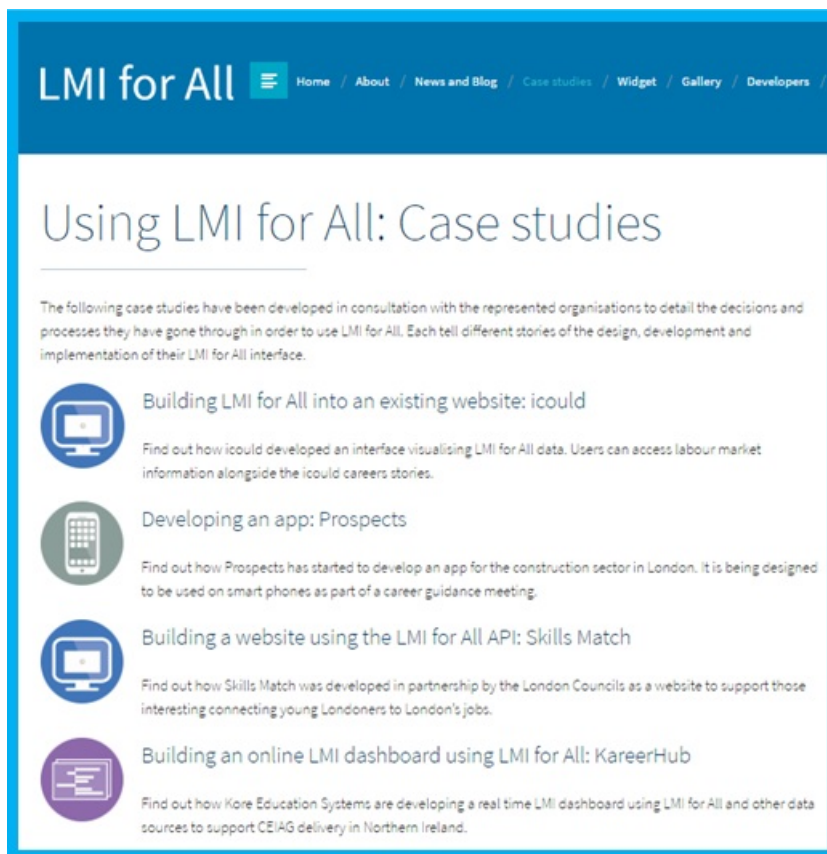 LMI for All Home / About / News and Blog / Case studies / Widget / Gallery / Developers /
Using LMI for All: Case studies
The following case studies have been developed in consultation with the represented organisations to detail the decisions and
processes they have gone through in order to use LMI for All. Each tell different stories of the design, development and
implementation of their LMI for All interface.
Building LMI for All into an existing website: icould
Find out how icould developed an interface visualising LMI for All data. Users can access labour market
information alongside the icould careers stories.
Developing an app: Prospects
Find out how Prospects has started to develop an app for the construction sector in London. It is being designed
to be used on smart phones as part of a career guidance meeting.
Building a website using the LMI for All API: Skills Match
Find out how Skills Match was developed in partnership by the London Councils as a website to support those
interesting connecting young Londoners to London's jobs.
Building an online LMI dashboard using LMI for All: KareerHub
Find out how Kore Education Systems are developing a real time LMI dashboard using LMI for All and other data
sources to support CEIAG delivery in Northern Ireland.